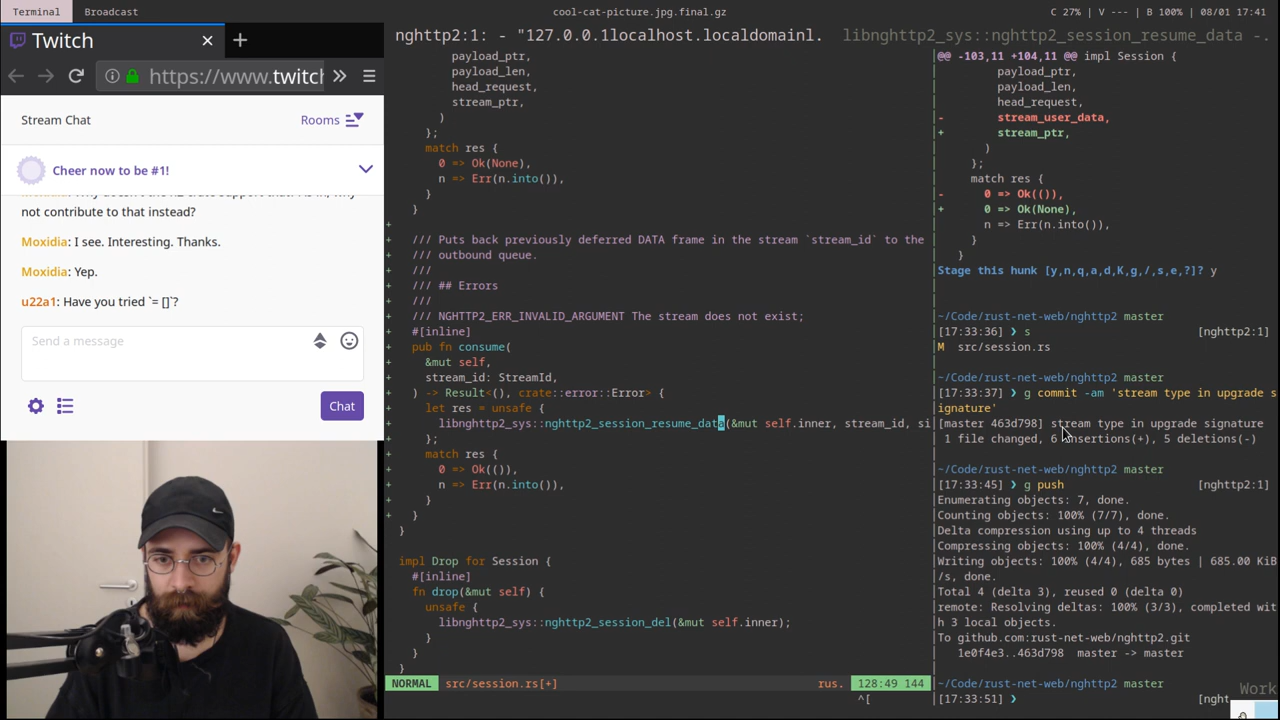 Terminal
Broadcast
cool-cat-picture.jpg.final.gz
C 27% | V --- | B 100% | 08/01 17:41
Twitch
https://www.twitch
Stream Chat
Rooms
Cheer now to be #1!
not contribute to that instead?
Moxidia: I see. Interesting. Thanks.
Moxidia: Yep.
u22a1: Have you tried `= []`?
Send a message
Chat
nghttp2:1: - "127.0.0.1localhost.localdomainl.
libnghttp2_sys::nghttp2_session_resume_data -.
payload_ptr,
payload_len,
head_request,
stream_ptr,
)
};
match res {
0 => Ok(None),
n => Err(n.into()),
}
}
+
+ /// Puts back previously deferred DATA frame in the stream `stream_id` to the
+ /// outbound queue.
+ ///
+ /// ## Errors
+ ///
+ /// NGHTTP2_ERR_INVALID_ARGUMENT The stream does not exist;
+ #[inline]
+ pub fn consume(
+ &mut self,
+ stream_id: StreamId,
+ ) -> Result<(), crate::error::Error> {
+ let res = unsafe {
+ libnghttp2_sys::nghttp2_session_resume_data(&mut self.inner, stream_id, si
+ };
+ match res {
+ 0 => Ok(()),
+ n => Err(n.into()),
+ }
+ }
}
impl Drop for Session {
#[inline]
fn drop(&mut self) {
unsafe {
libnghttp2_sys::nghttp2_session_del(&mut self.inner);
}
}
}
NORMAL src/session.rs[+] rus. 128:49 144
^[
@@ -103,11 +104,11 @@ impl Session {
payload_ptr,
payload_len,
head_request,
- stream_user_data,
+ stream_ptr,
)
};
match res {
- 0 => Ok(()),
+ 0 => Ok(None),
n => Err(n.into()),
}
}
Stage this hunk [y,n,q,a,d,K,g,/,s,e,?]? y
~/Code/rust-net-web/nghttp2 master
[17:33:36] ❯ s [nghttp2:1]
M src/session.rs
~/Code/rust-net-web/nghttp2 master
[17:33:37] ❯ g commit -am 'stream type in upgrade s
ignature'
[master 463d798] stream type in upgrade signature
1 file changed, 6 insertions(+), 5 deletions(-)
~/Code/rust-net-web/nghttp2 master
[17:33:45] ❯ g push [nghttp2:1]
Enumerating objects: 7, done.
Counting objects: 100% (7/7), done.
Delta compression using up to 4 threads
Compressing objects: 100% (4/4), done.
Writing objects: 100% (4/4), 685 bytes | 685.00 KiB
/s, done.
Total 4 (delta 3), reused 0 (delta 0)
remote: Resolving deltas: 100% (3/3), completed wit
h 3 local objects.
To github.com:rust-net-web/nghttp2.git
1e0f4e3..463d798 master -> master
~/Code/rust-net-web/nghttp2 master
[17:33:51] ❯ [nght
Work